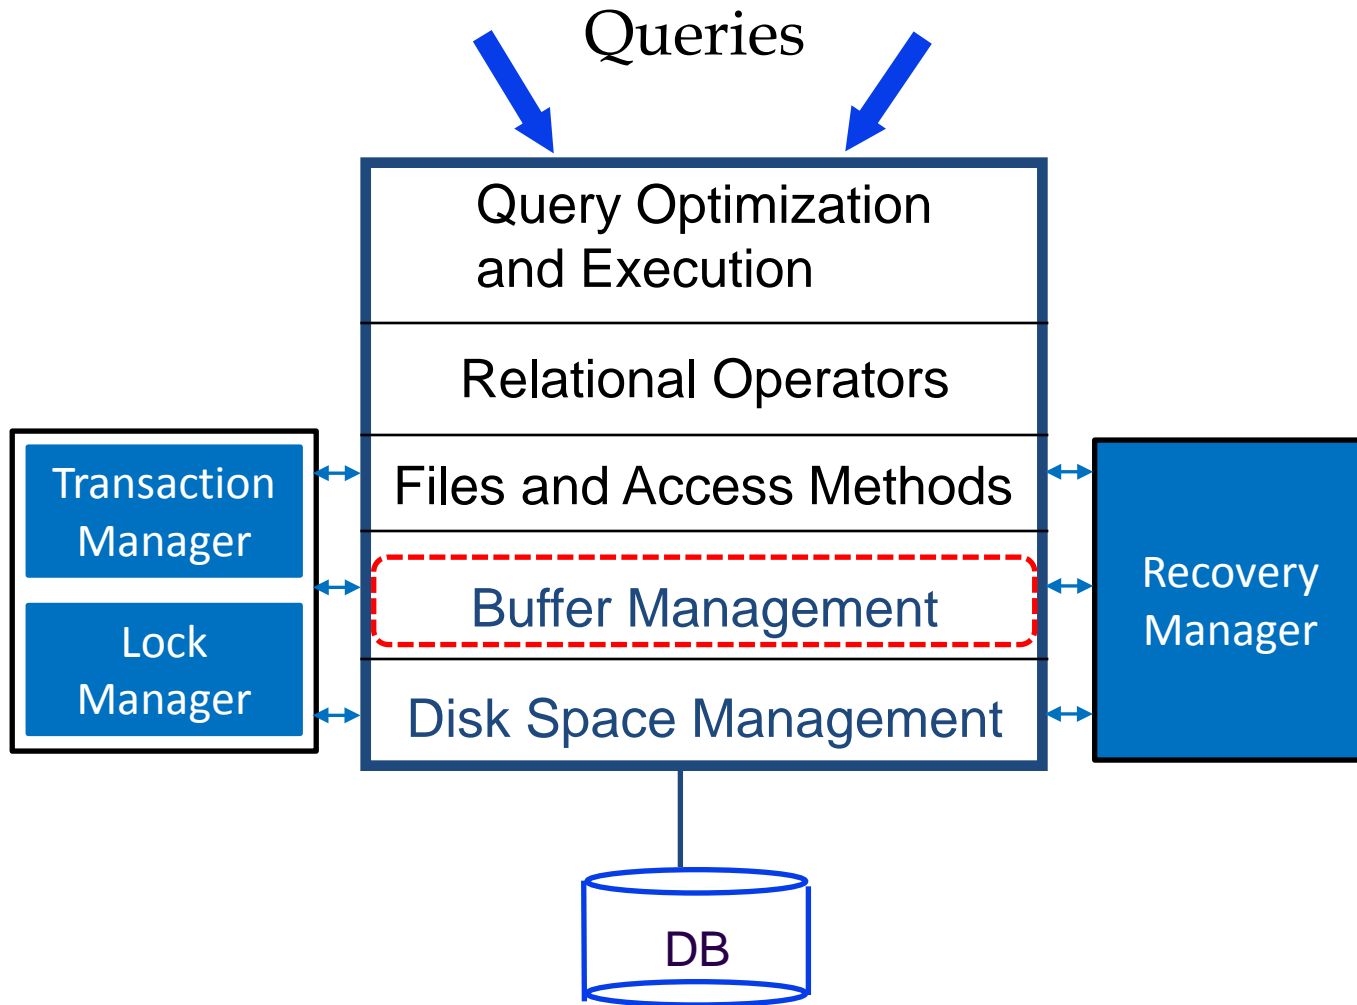 Queries
Query Optimization
and Execution
Relational Operators
Files and Access Methods
Buffer Management
Disk Space Management
Transaction
Manager
Lock
Manager
Recovery
Manager
DB